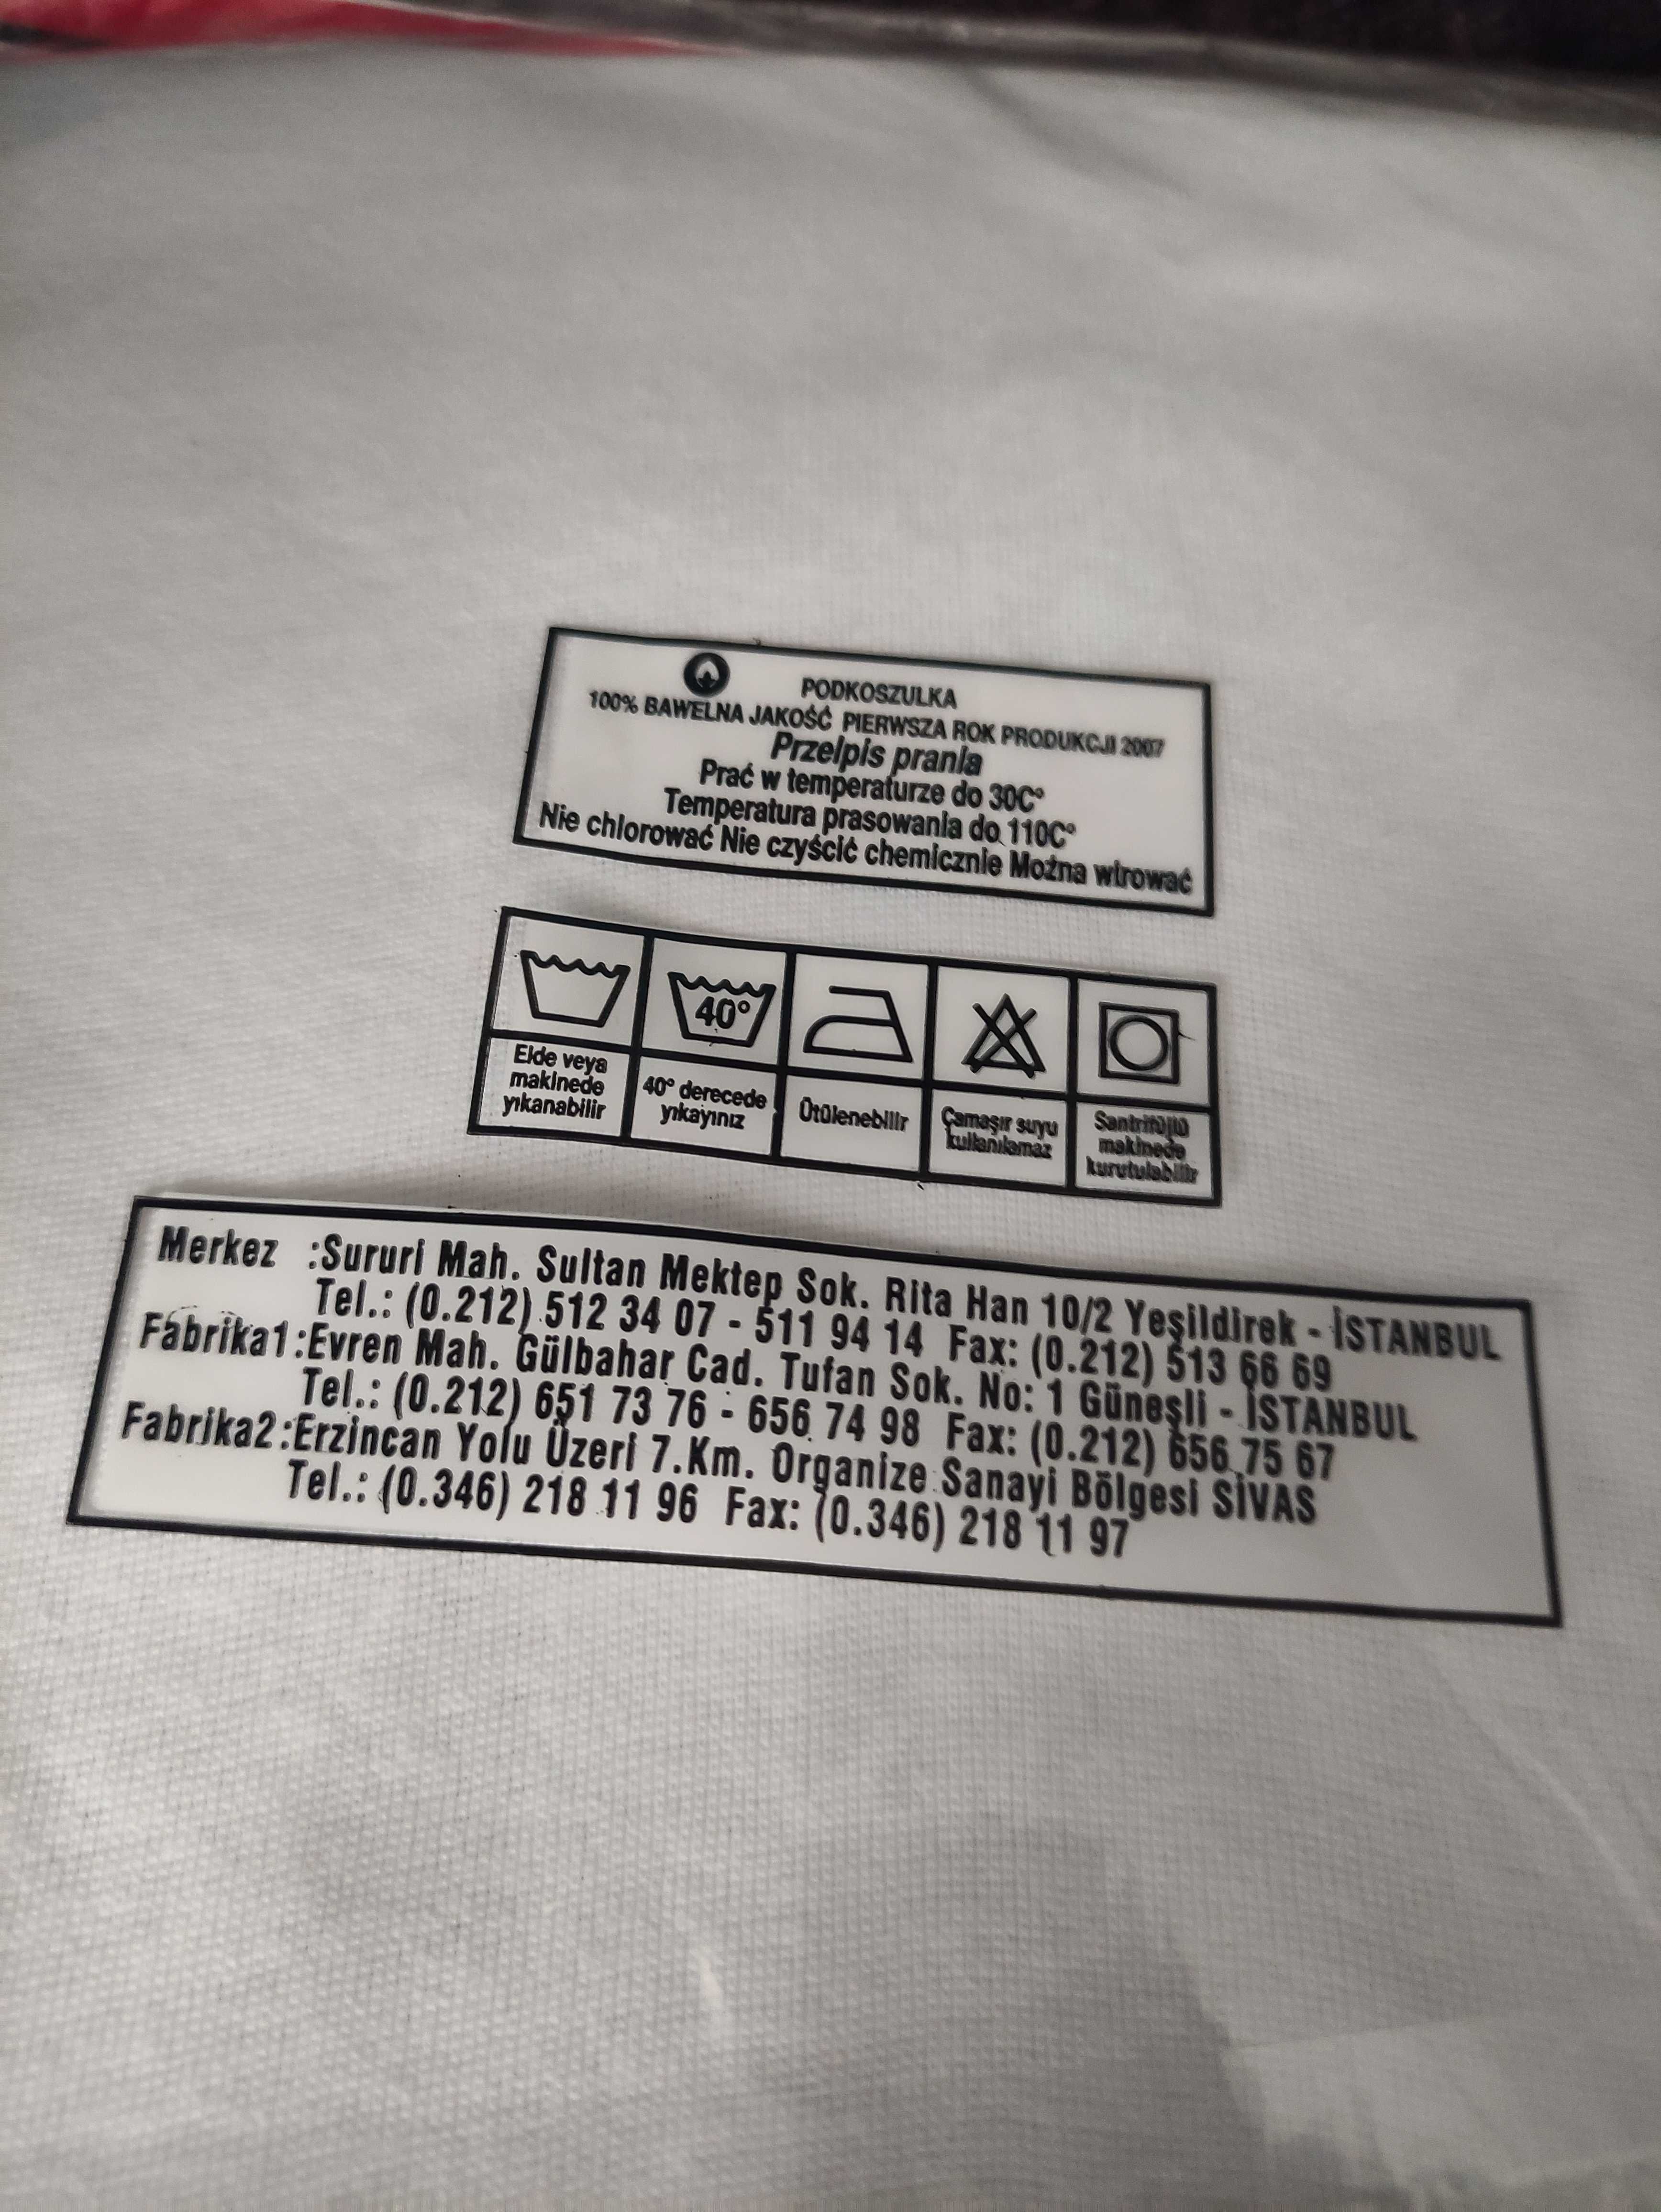 PODKOSZULKA
100% BAWELNA JAKOŚĆ PIERWSZA ROK PRODUKCJI 2007
Przelpis prania
Prać w temperaturze do 30C°
Temperatura prasowania do 110C°
Nie chlorować Nie czyścić chemicznie Można wirować
40°
Elde veya
makinede
yıkanabilir
40° derecede
yıkayınız
Ütülenebilir
Çamaşır suyu
kullanılamaz
Santrifüjlü
makinede
kurutulabilir
Merkez :Sururi Mah. Sultan Mektep Sok. Rita Han 10/2 Yeşildirek - İSTANBUL
Tel.: (0.212) 512 34 07 - 511 94 14 Fax: (0.212) 513 66 69
Fabrika1:Evren Mah. Gülbahar Cad. Tufan Sok. No: 1 Güneşli - İSTANBUL
Tel.: (0.212) 651 73 76 - 656 74 98 Fax: (0.212) 656 75 67
Fabrika2:Erzincan Yolu Üzeri 7.Km. Organize Sanayi Bölgesi SİVAS
Tel.: (0.346) 218 11 96 Fax: (0.346) 218 11 97